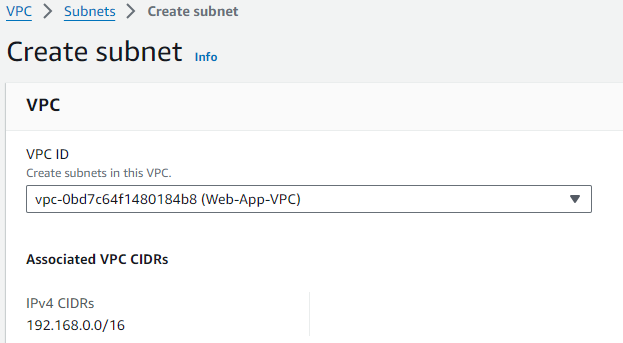 VPC > Subnets > Create subnet
Create subnet Info
VPC
VPC ID
Create subnets in this VPC.
vpc-0bd7c64f1480184b8 (Web-App-VPC)
Associated VPC CIDRs
IPv4 CIDRs
192.168.0.0/16